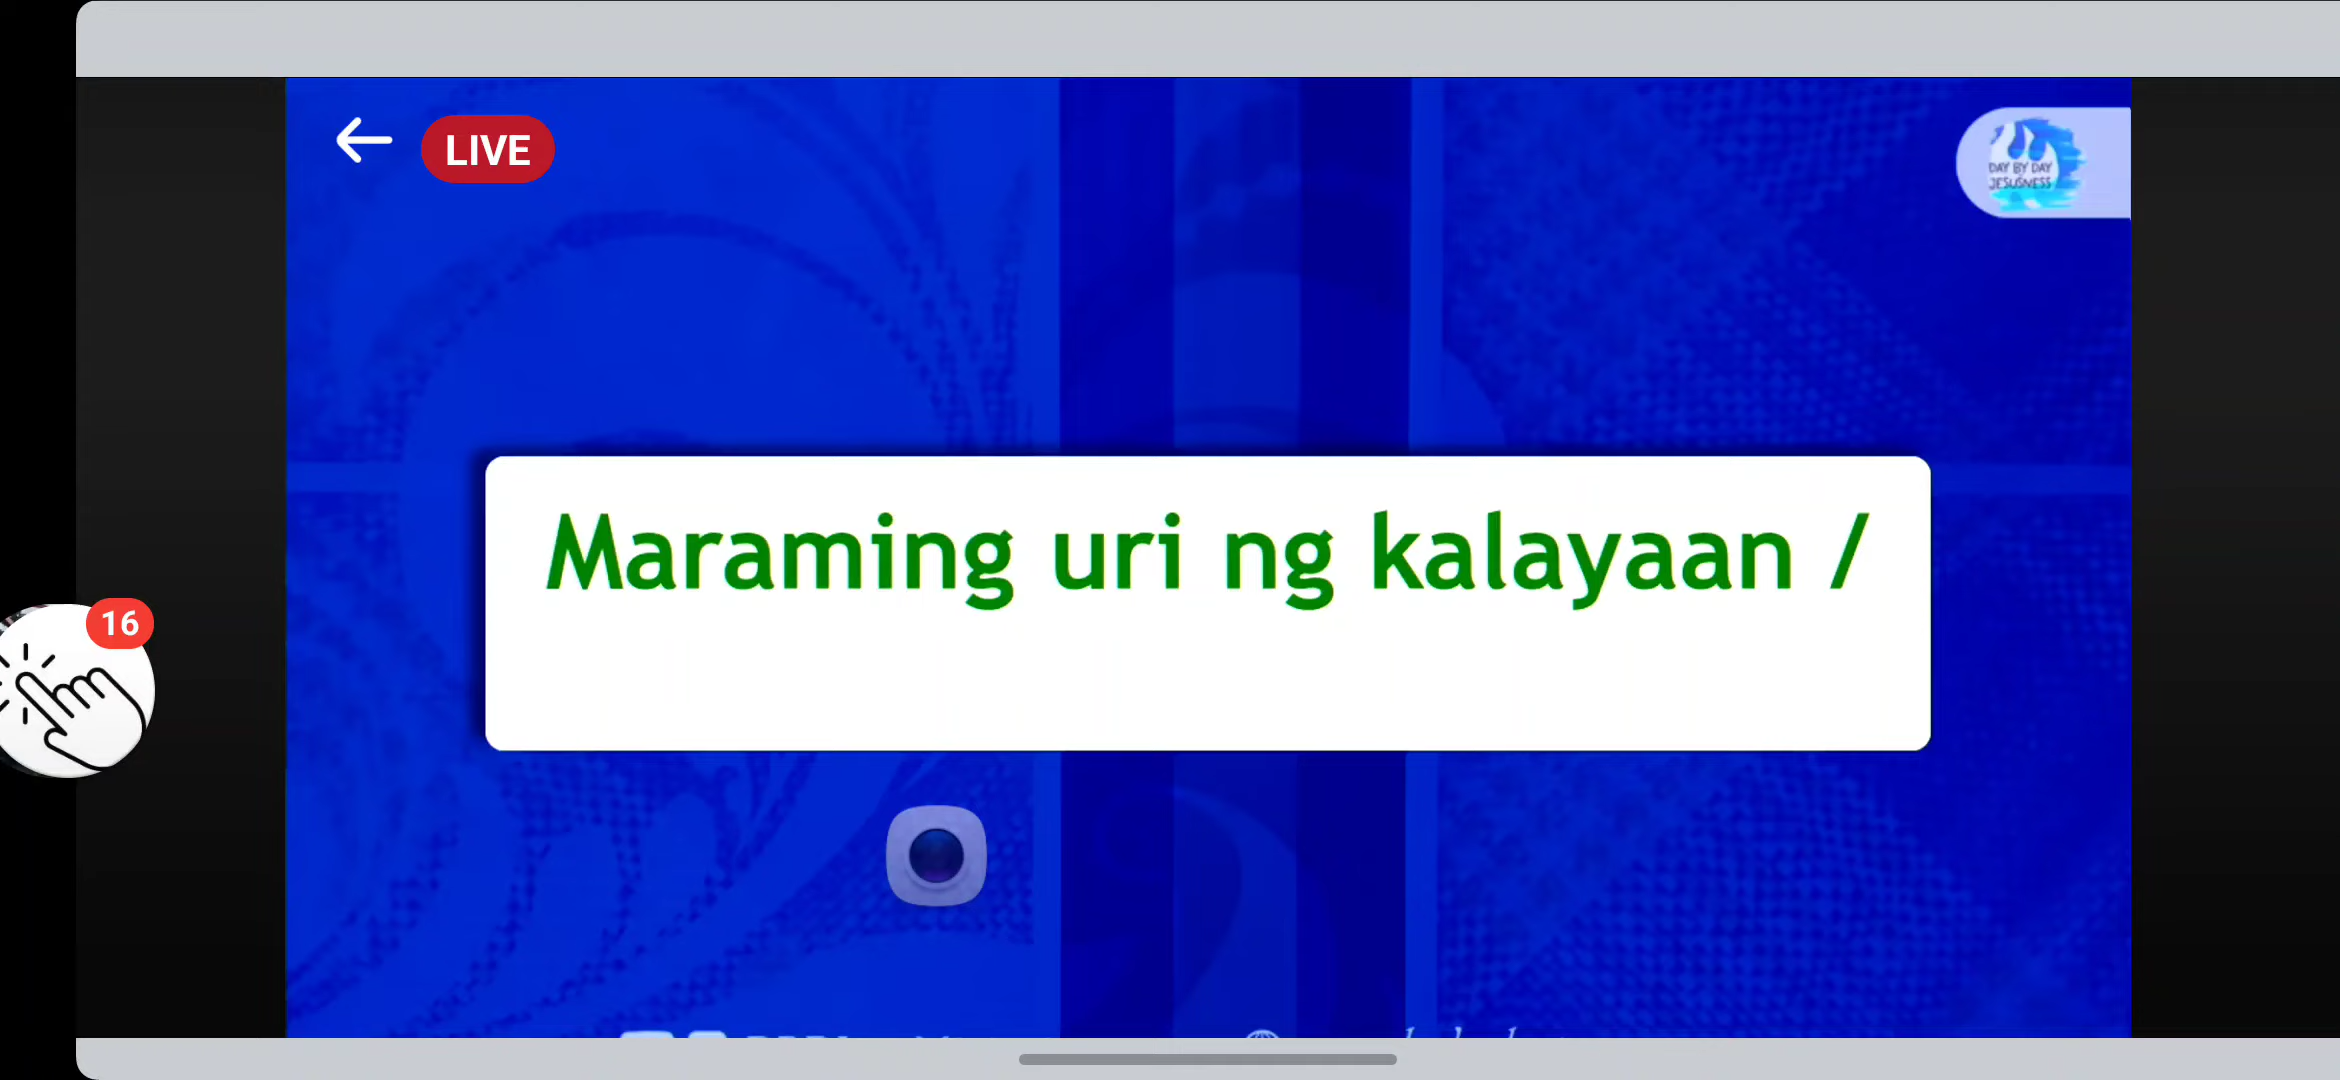 LIVE
DAY BY DAY
JESUSNESS
Maraming uri ng kalayaan /
16